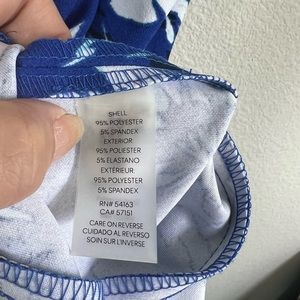 SHELL
95% POLYESTER
5% SPANDEX
EXTERIOR
95% POLIESTER
5% ELASTANO
EXTÉRIEUR
95% POLYESTER
5% SPANDEX
RN# 54163
CA# 57151
CARE ON REVERSE
CUIDADO AL REVERSO
SOIN SUR L'INVERSE